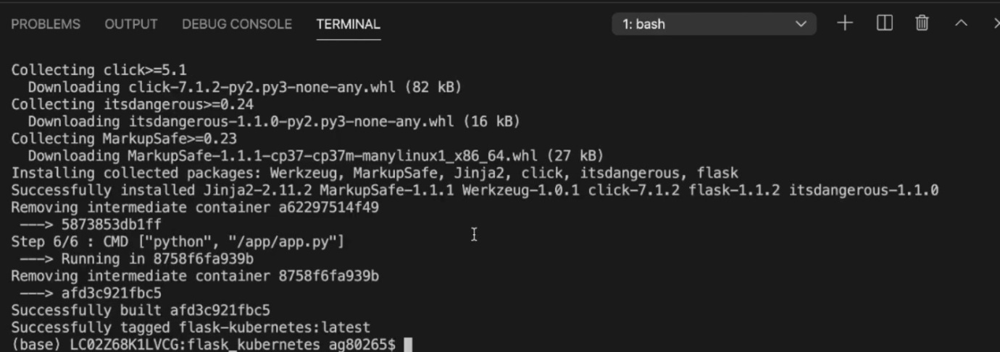 PROBLEMS OUTPUT DEBUG CONSOLE TERMINAL 1: bash
Collecting click>=5.1
  Downloading click-7.1.2-py2.py3-none-any.whl (82 kB)
Collecting itsdangerous>=0.24
  Downloading itsdangerous-1.1.0-py2.py3-none-any.whl (16 kB)
Collecting MarkupSafe>=0.23
  Downloading MarkupSafe-1.1.1-cp37-cp37m-manylinux1_x86_64.whl (27 kB)
Installing collected packages: Werkzeug, MarkupSafe, Jinja2, click, itsdangerous, flask
Successfully installed Jinja2-2.11.2 MarkupSafe-1.1.1 Werkzeug-1.0.1 click-7.1.2 flask-1.1.2 itsdangerous-1.1.0
Removing intermediate container a62297514f49
 ---> 5873853db1ff
Step 6/6 : CMD ["python", "/app/app.py"]
 ---> Running in 8758f6fa939b
Removing intermediate container 8758f6fa939b
 ---> afd3c921fbc5
Successfully built afd3c921fbc5
Successfully tagged flask-kubernetes:latest
(base) LC02Z68K1LVCG:flask_kubernetes ag80265$